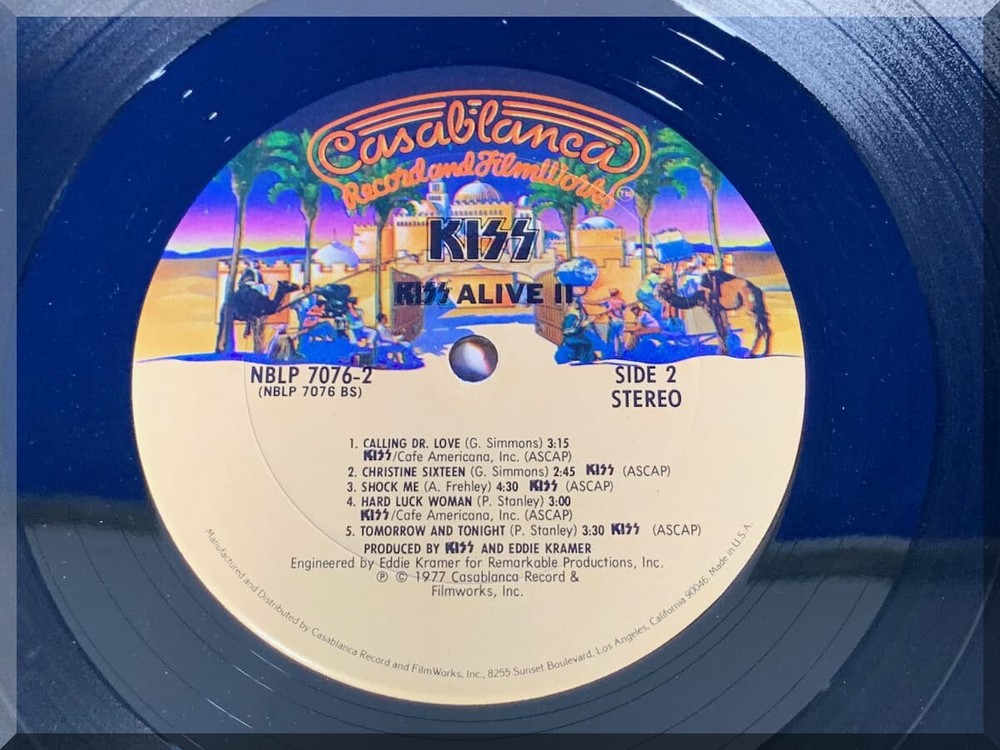 Casablanca
Record and FilmWorks
TM
KISS
KISS ALIVE II
NBLP 7076-2
(NBLP 7076 BS)
SIDE 2
STEREO
1. CALLING DR. LOVE (G. Simmons) 3:15
KISS/Cafe Americana, Inc. (ASCAP)
2. CHRISTINE SIXTEEN (G. Simmons) 2:45 KISS (ASCAP)
3. SHOCK ME (A. Frehley) 4:30 KISS (ASCAP)
4. HARD LUCK WOMAN (P. Stanley) 3:00
KISS/Cafe Americana, Inc. (ASCAP)
5. TOMORROW AND TONIGHT (P. Stanley) 3:30 KISS (ASCAP)
PRODUCED BY KISS AND EDDIE KRAMER
Engineered by Eddie Kramer for Remarkable Productions, Inc.
℗ © 1977 Casablanca Record &
Filmworks, Inc.
Manufactured and Distributed by Casablanca Record and FilmWorks, Inc., 8255 Sunset Boulevard, Los Angeles, California 90046. Made in U.S.A.